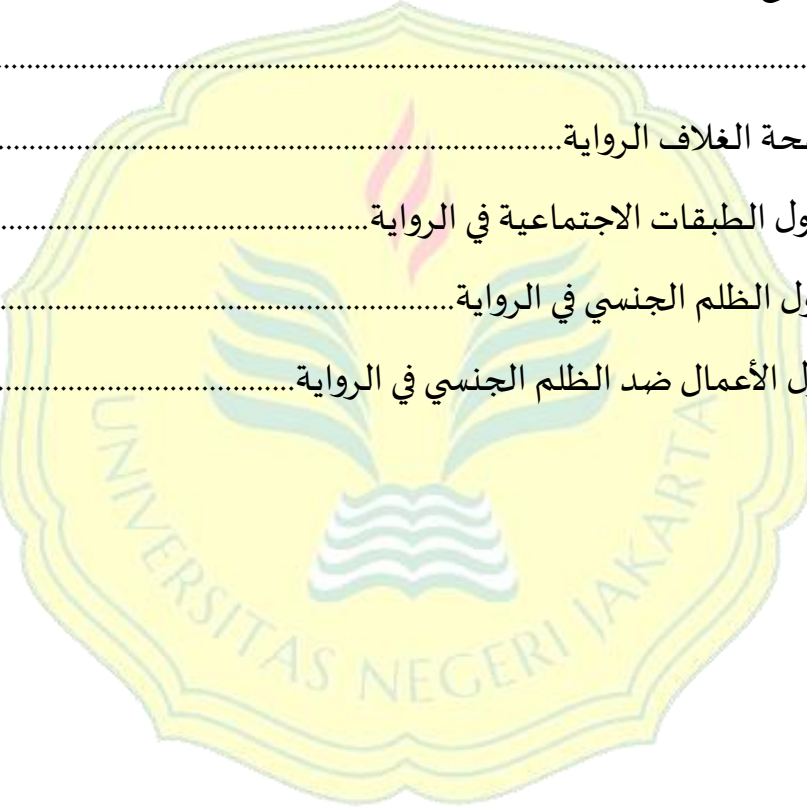 ...........................................................................
حة الغلاف الرواية...........................................................
ول الطبقات الاجتماعية في الرواية........................................
ول الظلم الجنسي في الرواية..................................................
ول الأعمال ضد الظلم الجنسي في الرواية................................
UNIVERSITAS NEGERI JAKARTA